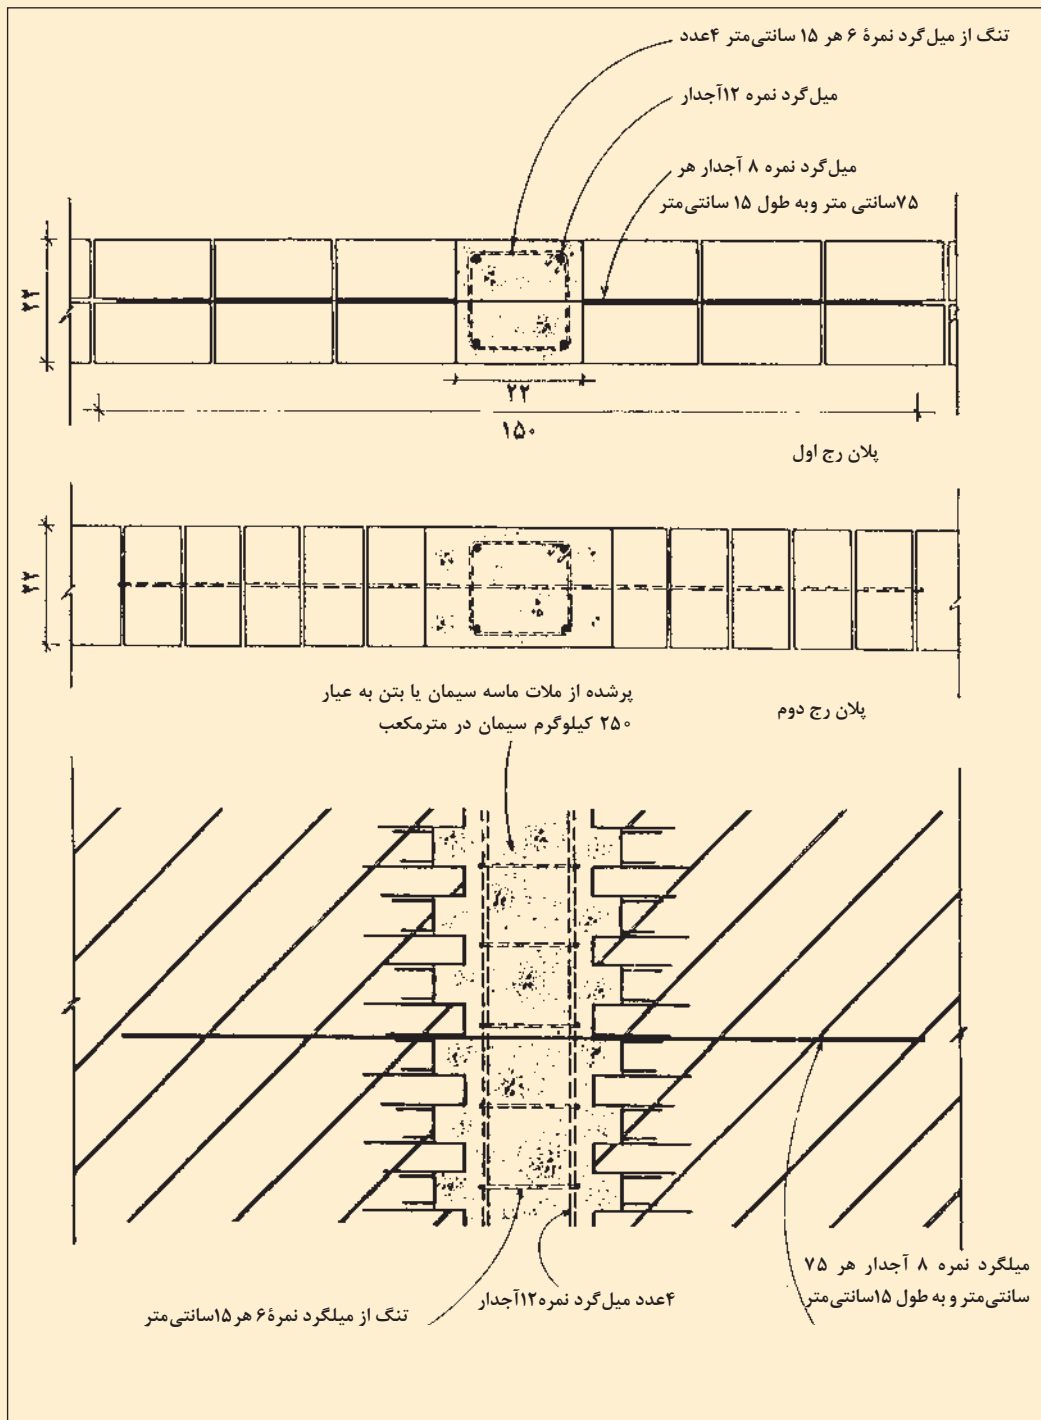 تنگ از میل‌گرد نمرهٔ ۶ هر ۱۵ سانتی‌متر ۴عدد
میل‌گرد نمره ۱۲آجدار
میل‌گرد نمره ۸ آجدار هر
۷۵سانتی متر وبه طول ۱۵ سانتی‌متر
۲۲
۲۲
۱۵۰
پلان رج اول
۲۲
پرشده از ملات ماسه سیمان یا بتن به عیار
۲۵۰ کیلوگرم سیمان در مترمکعب
پلان رج دوم
میلگرد نمره ۸ آجدار هر ۷۵
سانتی‌متر و به طول ۱۵سانتی‌متر
۴عدد میل‌گرد نمره۱۲آجدار
تنگ از میلگرد نمرهٔ۶ هر۱۵سانتی‌متر